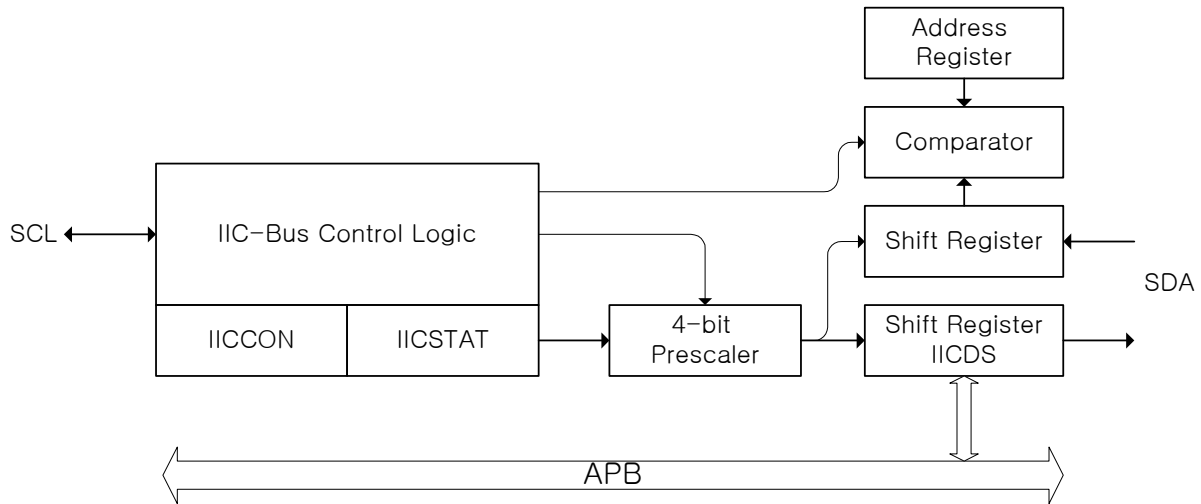 Address
Register
Comparator
SCL
IIC-Bus Control Logic
Shift Register
SDA
IICCON
IICSTAT
4-bit
Prescaler
Shift Register
IICDS
APB